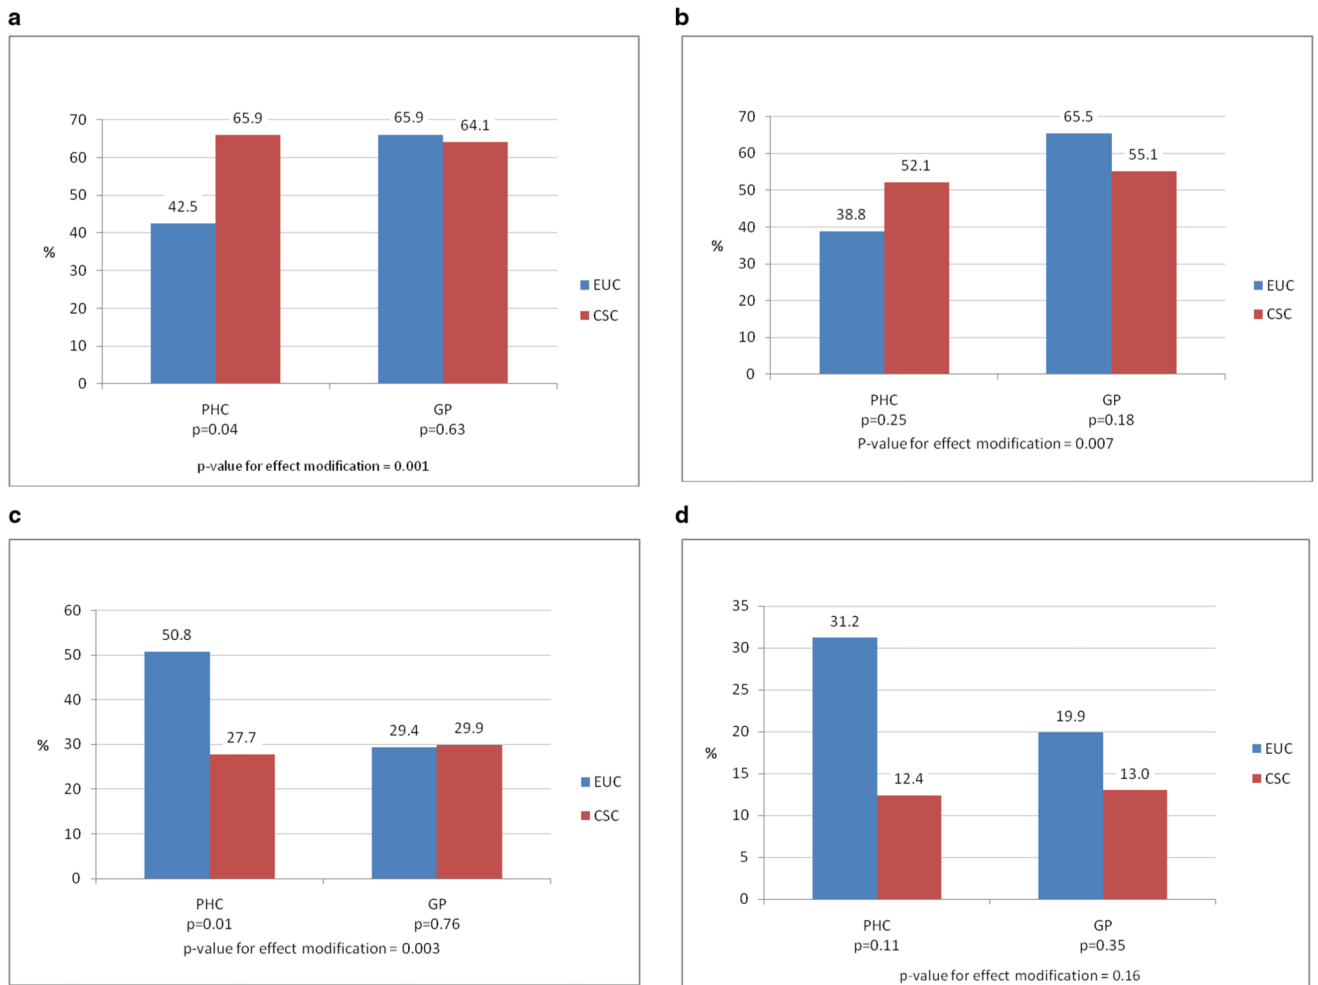 a
70
60
50
40
30
20
10
0
%
42.5
65.9
65.9
64.1
EUC
CSC
PHC
p=0.04
GP
p=0.63
p-value for effect modification = 0.001
b
70
60
50
40
30
20
10
0
%
38.8
52.1
65.5
55.1
EUC
CSC
PHC
p=0.25
GP
p=0.18
P-value for effect modification = 0.007
c
60
50
40
30
20
10
0
%
50.8
27.7
29.4
29.9
EUC
CSC
PHC
p=0.01
GP
p=0.76
p-value for effect modification = 0.003
d
35
30
25
20
15
10
5
0
%
31.2
12.4
19.9
13.0
EUC
CSC
PHC
p=0.11
GP
p=0.35
p-value for effect modification = 0.16